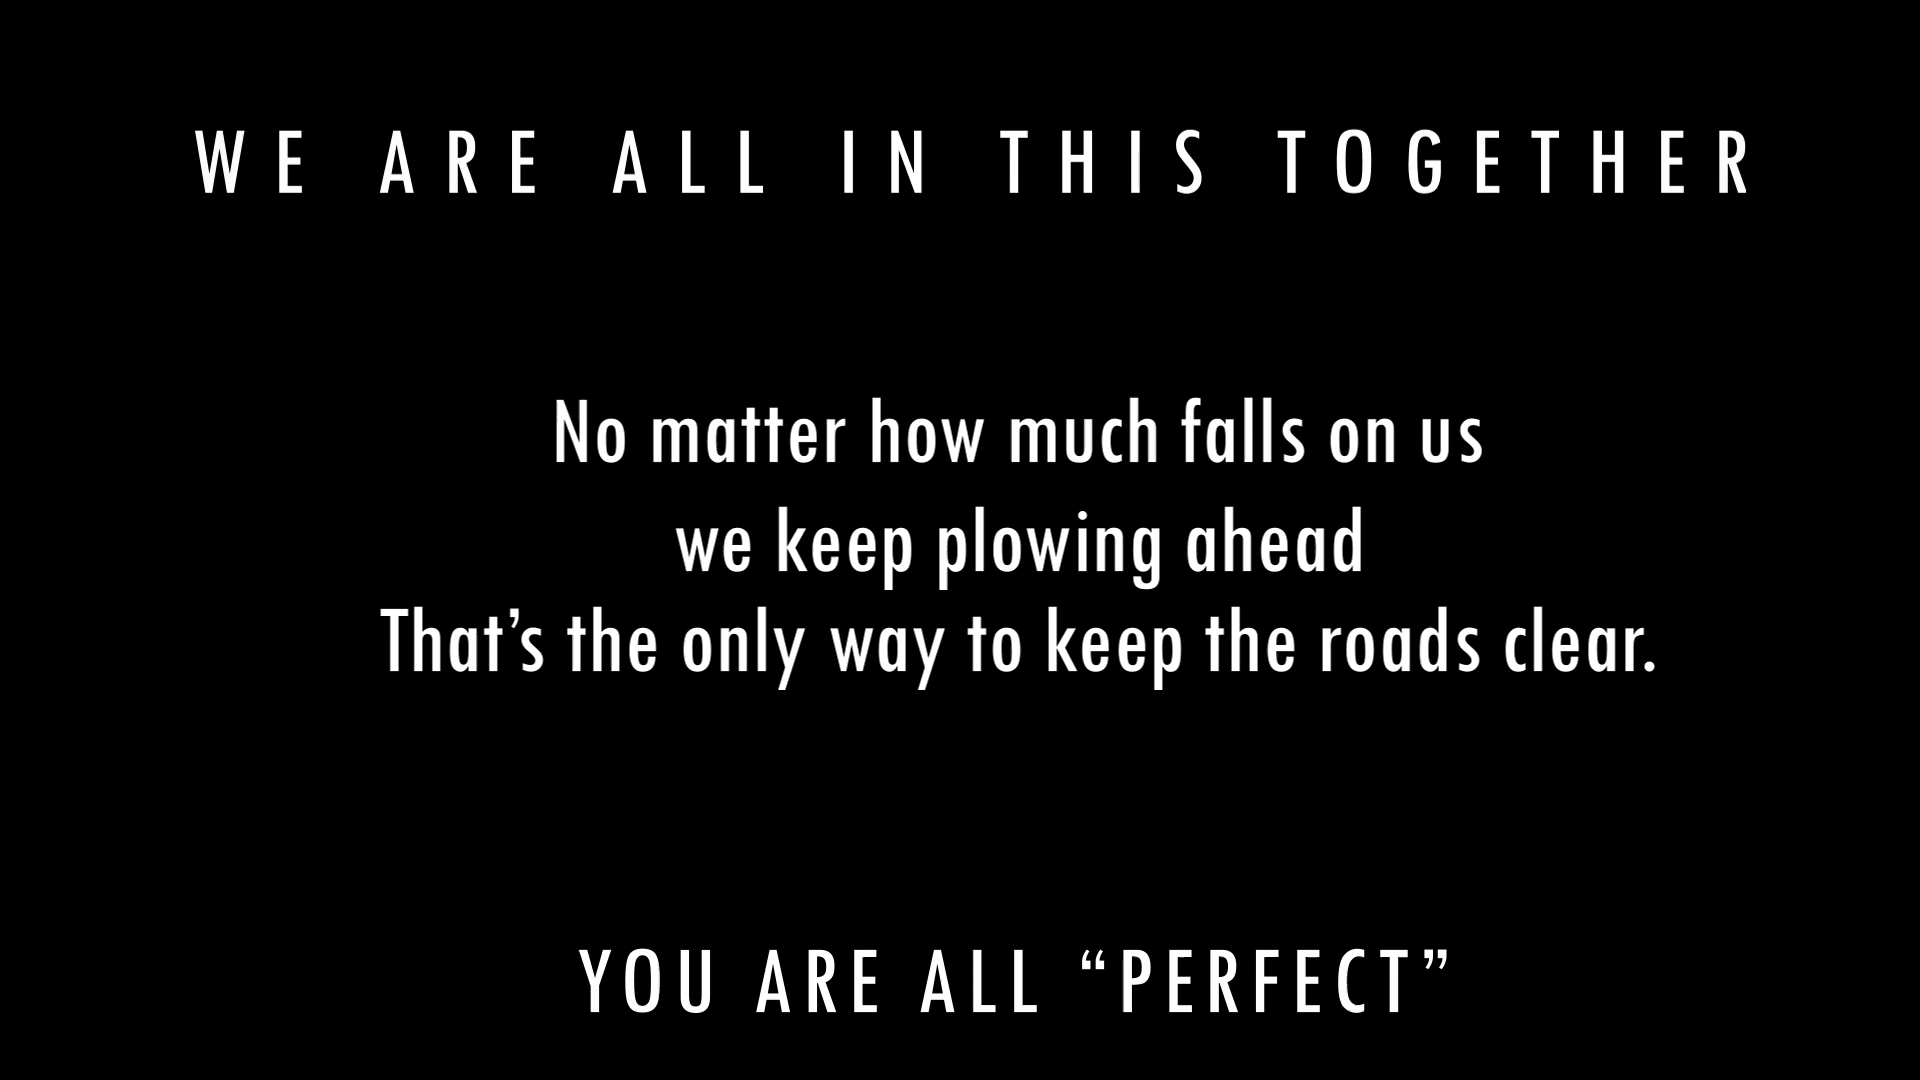 WE ARE ALL IN THIS TOGETHER
No matter how much falls on us
we keep plowing ahead
That’s the only way to keep the roads clear.
YOU ARE ALL “PERFECT”